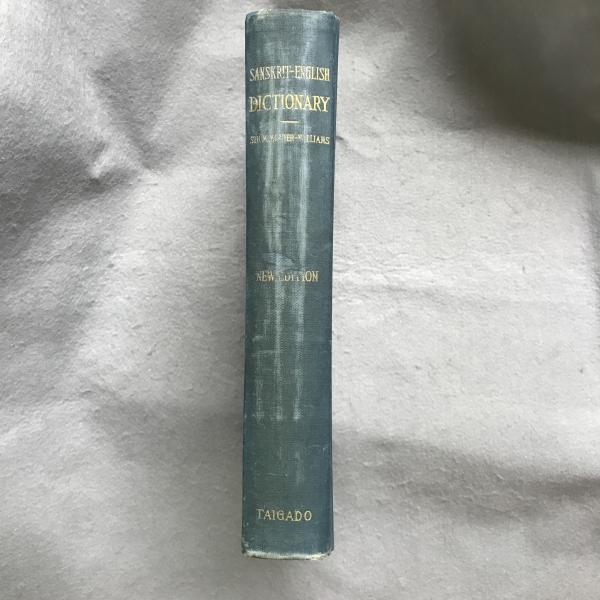 SANSKRIT-ENGLISH
DICTIONARY
SIR M. MONIER-WILLIAMS
NEW EDITION
TAIGADO